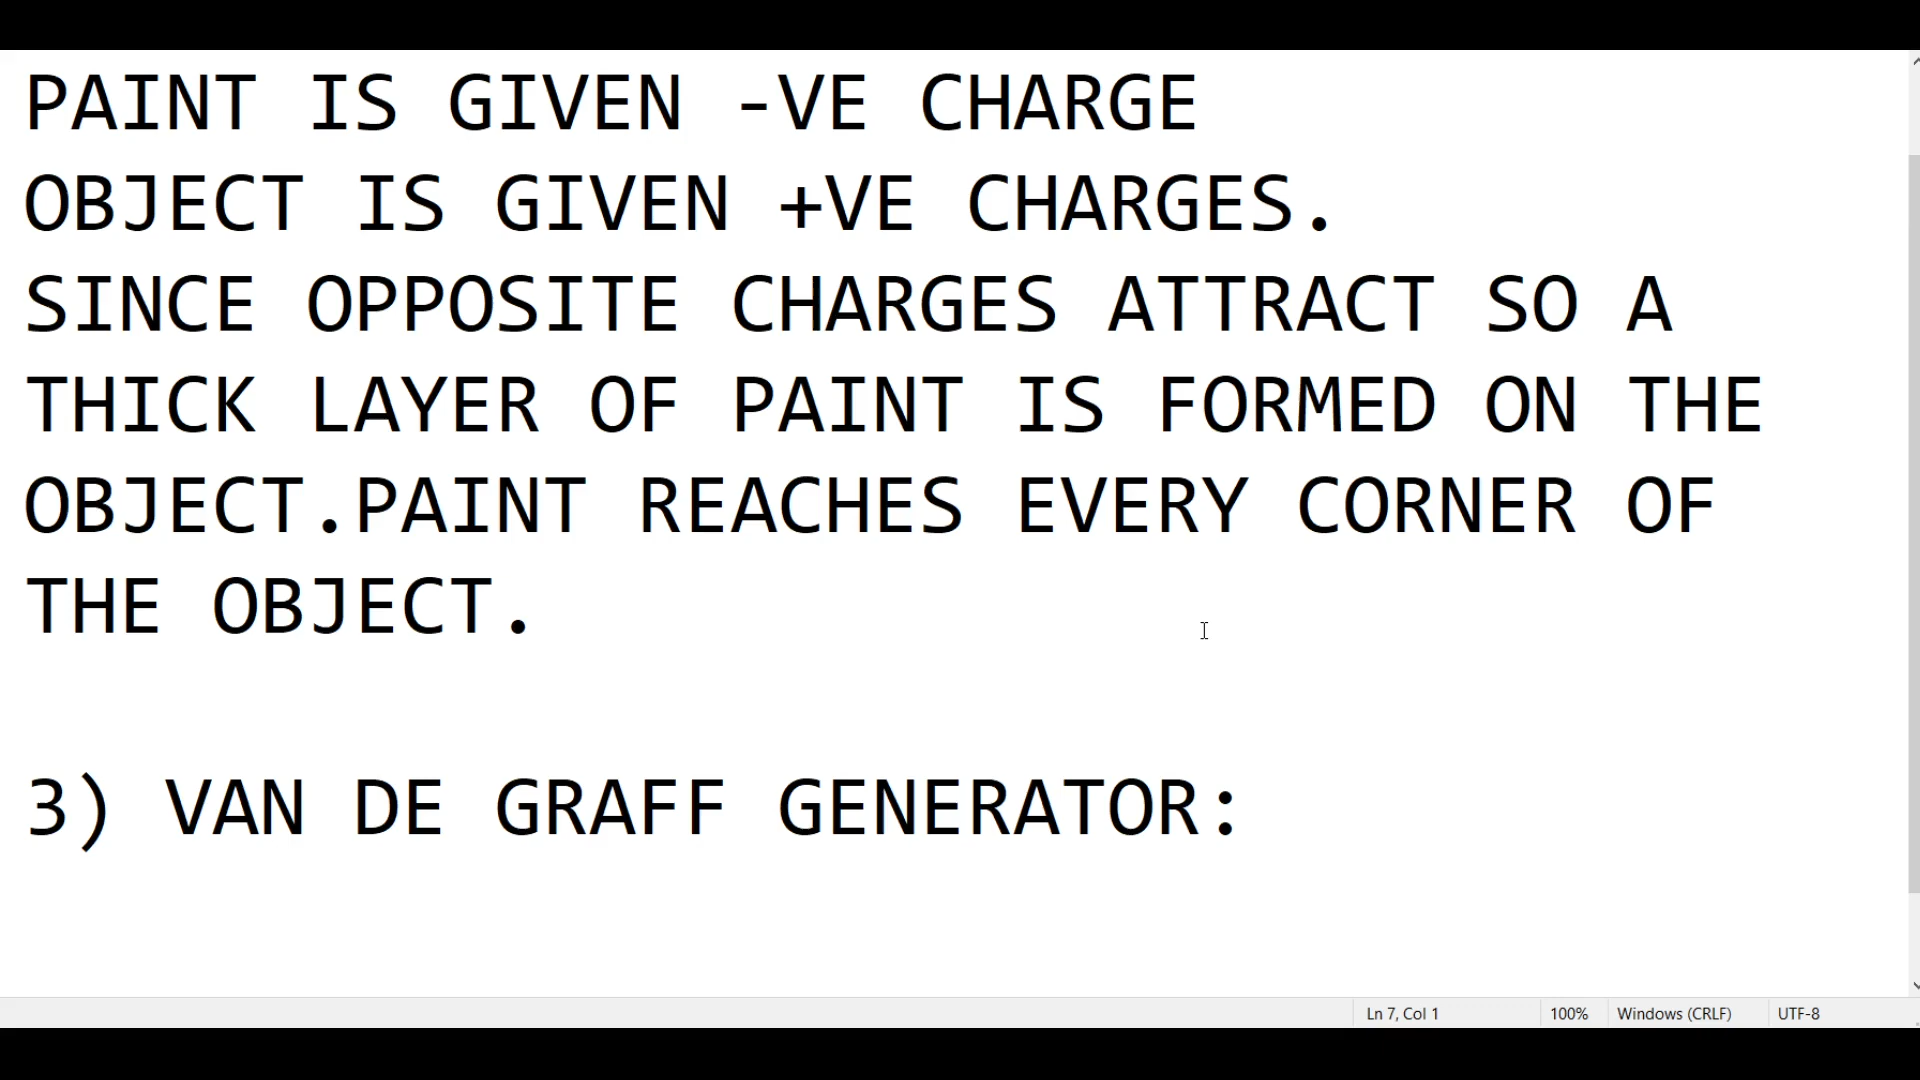 PAINT IS GIVEN -VE CHARGE
OBJECT IS GIVEN +VE CHARGES.
SINCE OPPOSITE CHARGES ATTRACT SO A
THICK LAYER OF PAINT IS FORMED ON THE
OBJECT.PAINT REACHES EVERY CORNER OF
THE OBJECT.
3) VAN DE GRAFF GENERATOR:
Ln 7, Col 1 100% Windows (CRLF) UTF-8